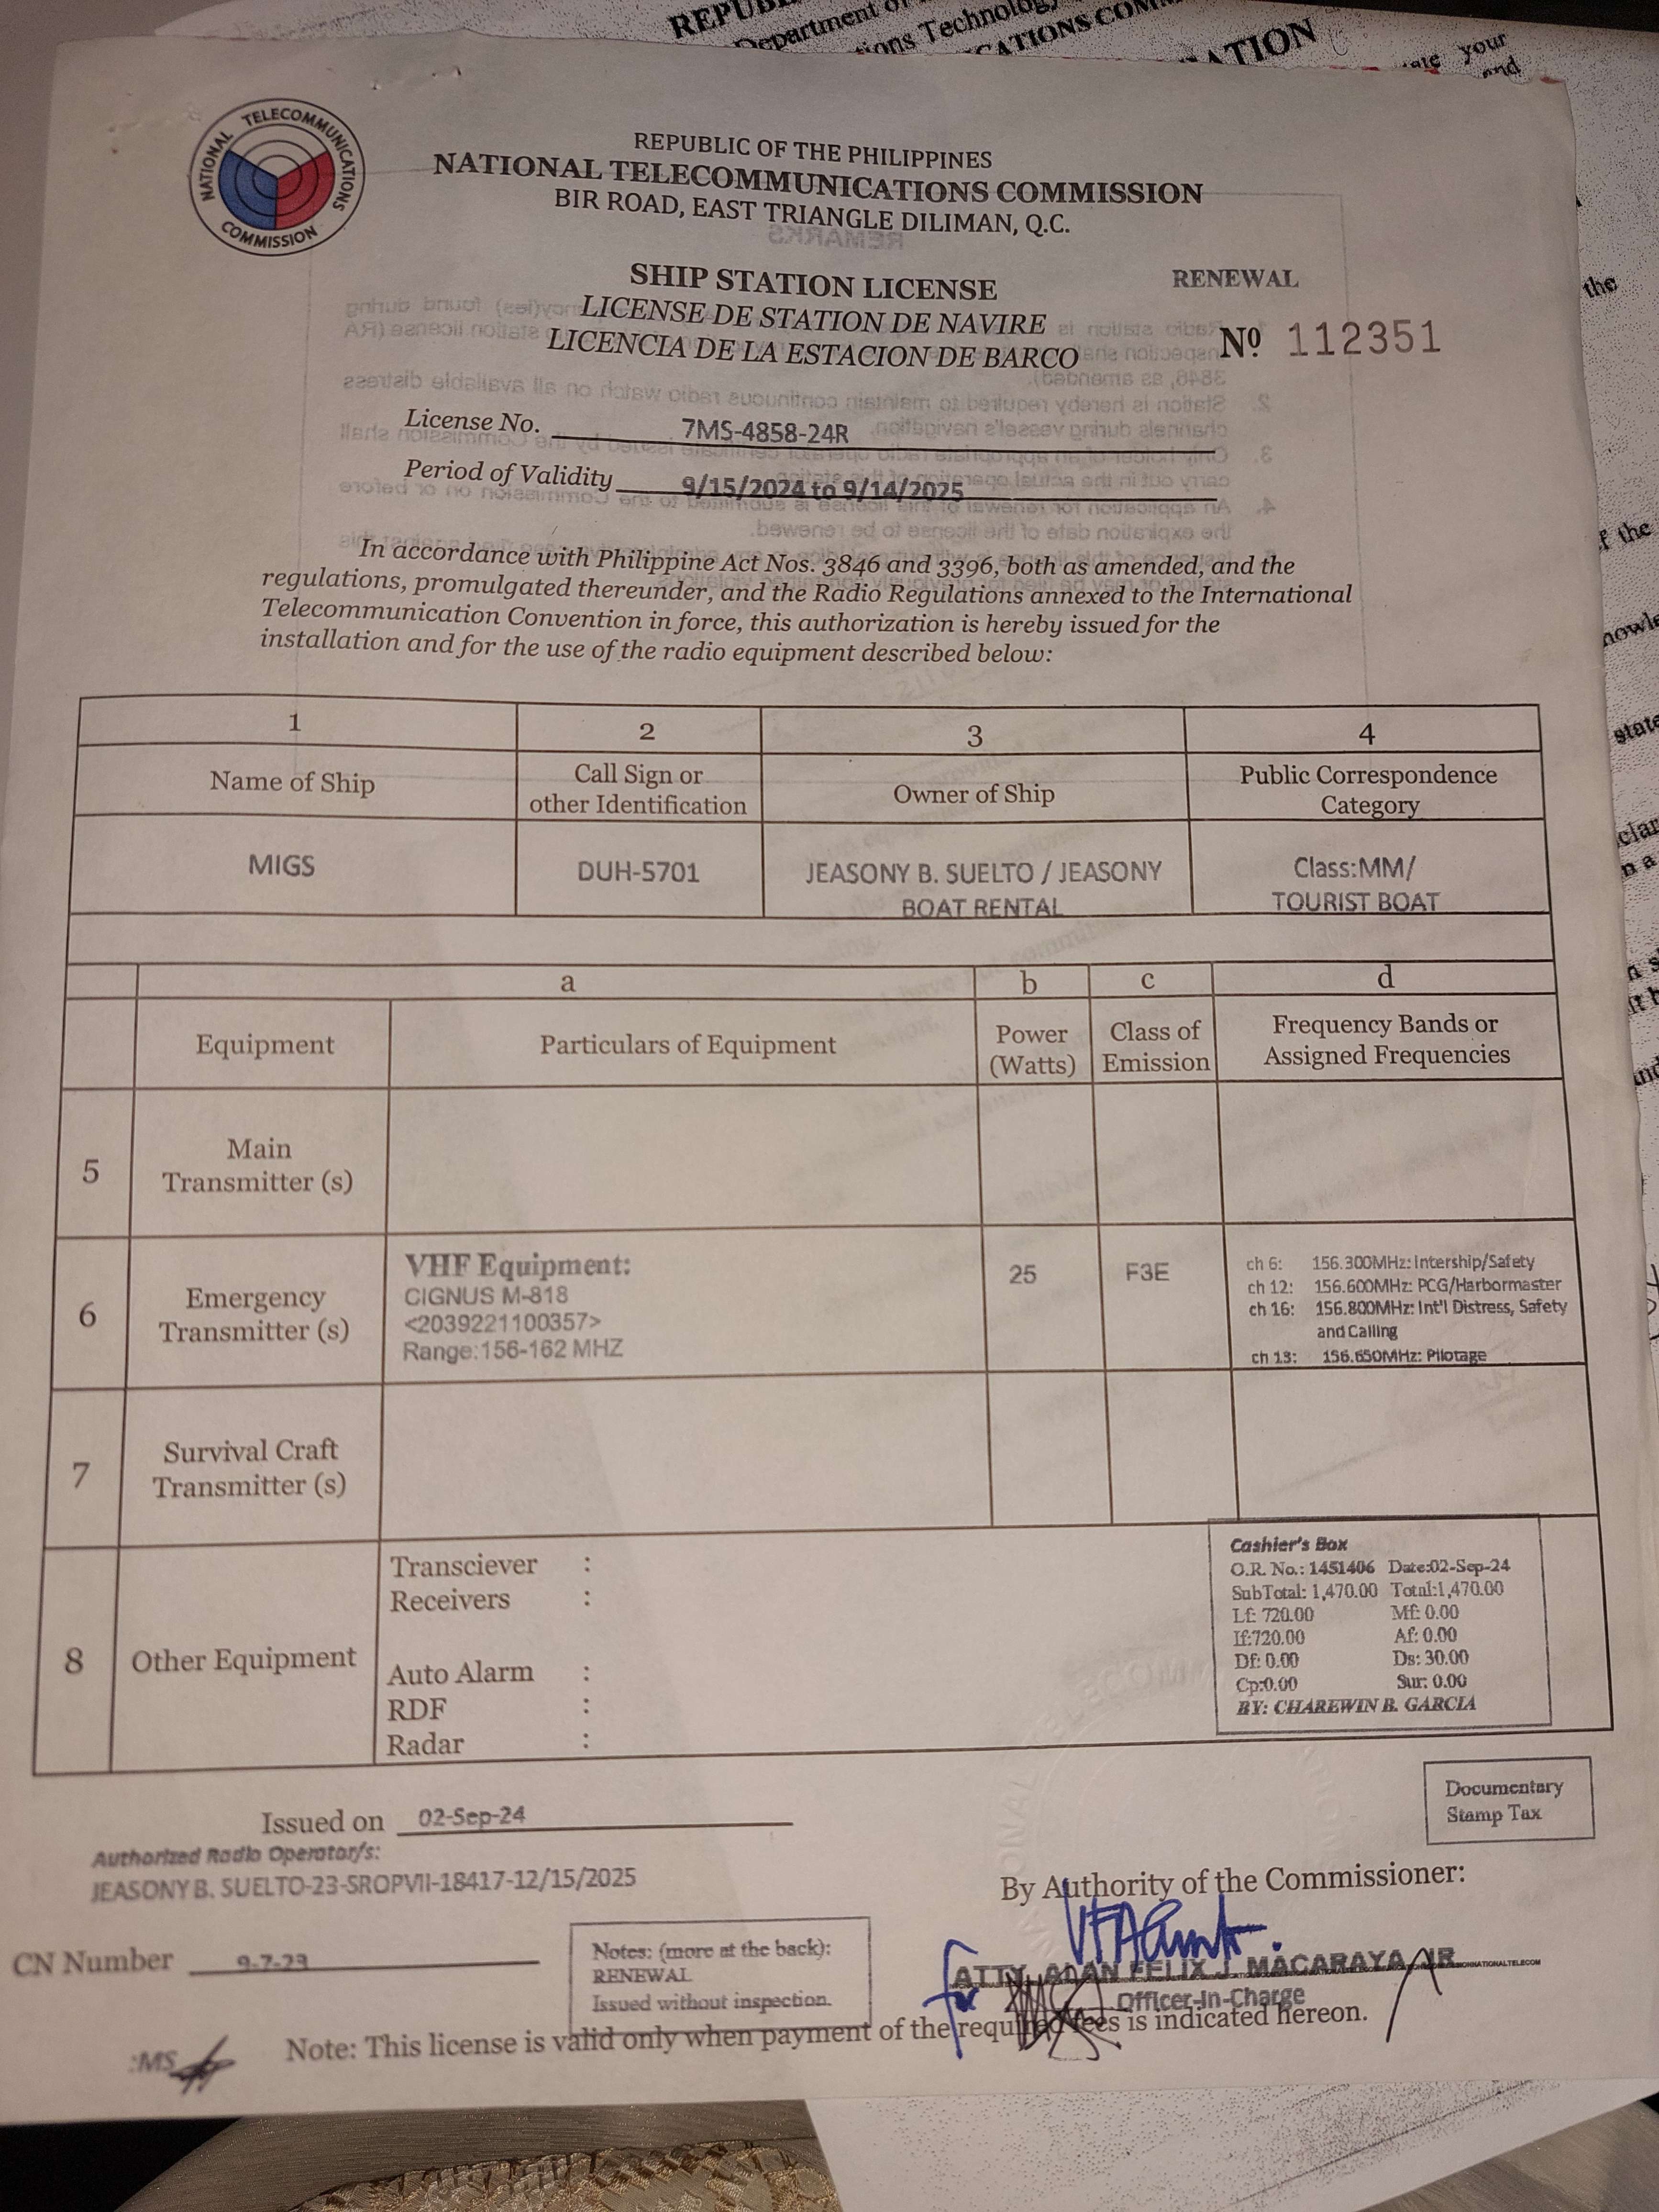 REPUB
Department of
tions Technology
CATIONS COM
ATION
your
and
the
f the
state
NATIONAL TELECOMMUNICATIONS COMMISSION
REPUBLIC OF THE PHILIPPINES
NATIONAL TELECOMMUNICATIONS COMMISSION
BIR ROAD, EAST TRIANGLE DILIMAN, Q.C.
REMARKS
SHIP STATION LICENSE
RENEWAL
LICENSE DE STATION DE NAVIRE
LICENCIA DE LA ESTACION DE BARCO
Nº 112351
License No. 7MS-4858-24R
Period of Validity 9/15/2024 to 9/14/2025
In accordance with Philippine Act Nos. 3846 and 3396, both as amended, and the
regulations, promulgated thereunder, and the Radio Regulations annexed to the International
Telecommunication Convention in force, this authorization is hereby issued for the
installation and for the use of the radio equipment described below:
1 2 3 4
Name of Ship
Call Sign or
other Identification
Owner of Ship
Public Correspondence
Category
MIGS
DUH-5701
JEASONY B. SUELTO / JEASONY
BOAT RENTAL
Class:MM/
TOURIST BOAT
a b c d
Equipment
Particulars of Equipment
Power
(Watts)
Class of
Emission
Frequency Bands or
Assigned Frequencies
5
Main
Transmitter (s)
6
Emergency
Transmitter (s)
VHF Equipment:
CIGNUS M-818
<2039221100357>
Range:156-162 MHZ
25
F3E
ch 6: 156.300MHz: Intership/Safety
ch 12: 156.600MHz: PCG/Harbormaster
ch 16: 156.800MHz: Int'l Distress, Safety
and Calling
ch 13: 156.650MHz: Pilotage
7
Survival Craft
Transmitter (s)
8
Other Equipment
Transciever :
Receivers :
Auto Alarm :
RDF :
Radar :
Cashier's Box
O.R. No.: 1451406 Date:02-Sep-24
SubTotal: 1,470.00 Total:1,470.00
Lf: 720.00 Mf: 0.00
If:720.00 Af: 0.00
Df: 0.00 Ds: 30.00
Cp:0.00 Sur: 0.00
BY: CHAREWIN B. GARCIA
Documentary
Stamp Tax
Issued on 02-Sep-24
Authorized Radio Operator/s:
JEASONY B. SUELTO-23-SROPVII-18417-12/15/2025
By Authority of the Commissioner:
CN Number 9-7-23
Notes: (more at the back):
RENEWAL
Issued without inspection.
for
ATTY. ALAN FELIX J. MACARAYA, JR
Officer-In-Charge
Note: This license is valid only when payment of the required fees is indicated hereon.
:MS